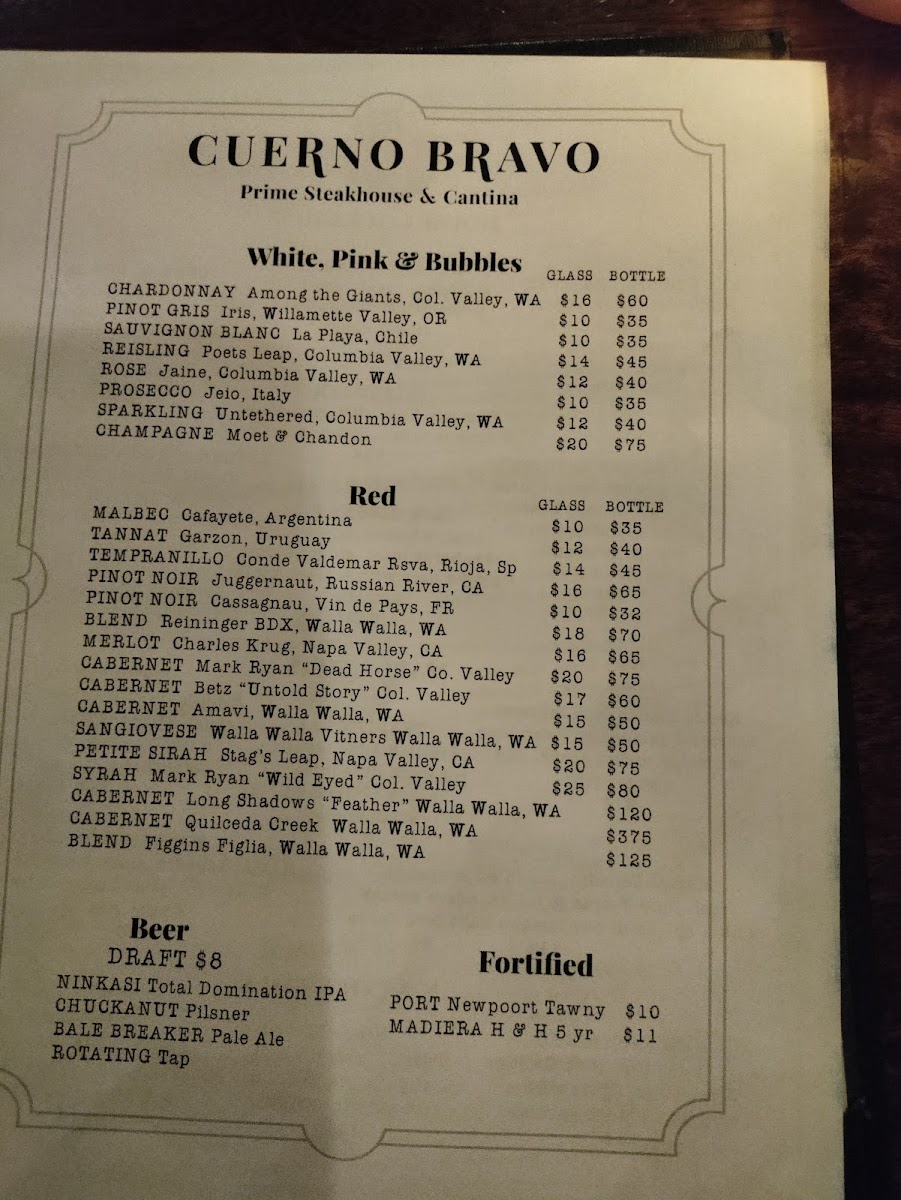 CUERNO BRAVO
Prime Steakhouse & Cantina
White, Pink & Bubbles GLASS BOTTLE
CHARDONNAY Among the Giants, Col. Valley, WA $16 $60
PINOT GRIS Iris, Willamette Valley, OR $10 $35
SAUVIGNON BLANC La Playa, Chile $10 $35
REISLING Poets Leap, Columbia Valley, WA $14 $45
ROSE Jaine, Columbia Valley, WA $12 $40
PROSECCO Jeio, Italy $10 $35
SPARKLING Untethered, Columbia Valley, WA $12 $40
CHAMPAGNE Moet & Chandon $20 $75
Red GLASS BOTTLE
MALBEC Cafayete, Argentina $10 $35
TANNAT Garzon, Uruguay $12 $40
TEMPRANILLO Conde Valdemar Rsva, Rioja, Sp $14 $45
PINOT NOIR Juggernaut, Russian River, CA $16 $65
PINOT NOIR Cassagnau, Vin de Pays, FR $10 $32
BLEND Reininger BDX, Walla Walla, WA $18 $70
MERLOT Charles Krug, Napa Valley, CA $16 $65
CABERNET Mark Ryan “Dead Horse” Co. Valley $20 $75
CABERNET Betz “Untold Story” Col. Valley $17 $60
CABERNET Amavi, Walla Walla, WA $15 $50
SANGIOVESE Walla Walla Vitners Walla Walla, WA $15 $50
PETITE SIRAH Stag's Leap, Napa Valley, CA $20 $75
SYRAH Mark Ryan “Wild Eyed” Col. Valley $25 $80
CABERNET Long Shadows “Feather” Walla Walla, WA $120
CABERNET Quilceda Creek Walla Walla, WA $375
BLEND Figgins Figlia, Walla Walla, WA $125
Beer
DRAFT $8
NINKASI Total Domination IPA
CHUCKANUT Pilsner
BALE BREAKER Pale Ale
ROTATING Tap
Fortified
PORT Newpoort Tawny $10
MADIERA H & H 5 yr $11